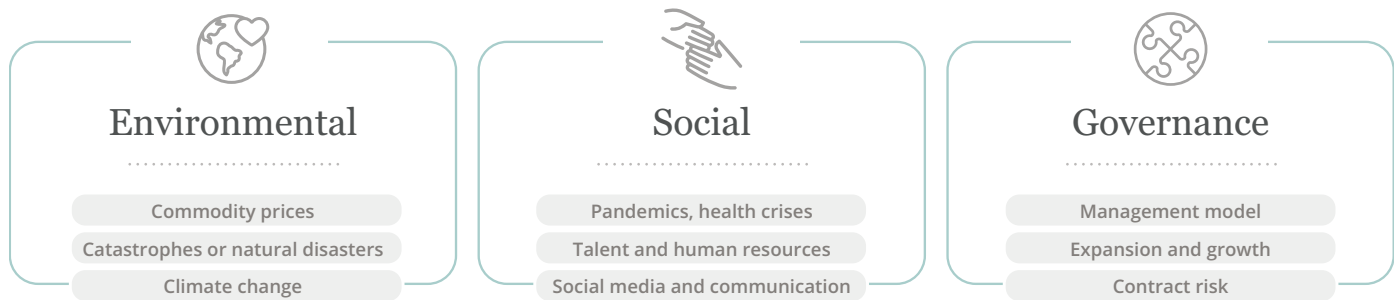 Environmental
Commodity prices
Catastrophes or natural disasters
Climate change
Social
Pandemics, health crises
Talent and human resources
Social media and communication
Governance
Management model
Expansion and growth
Contract risk